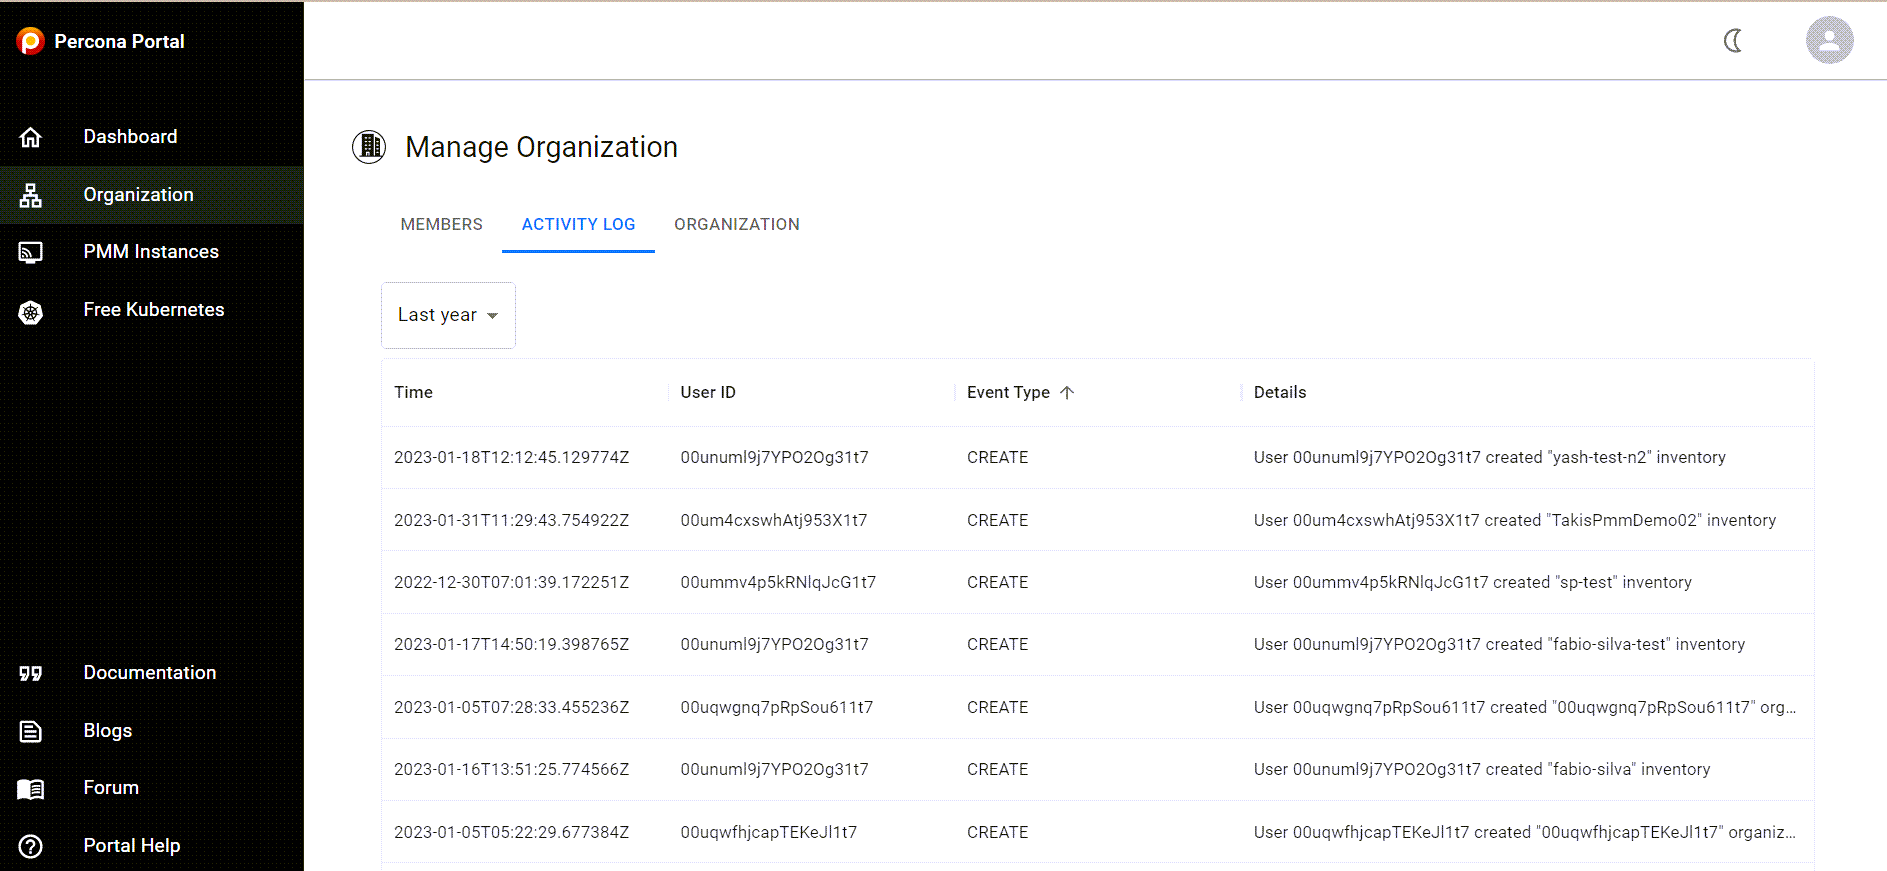 Percona Portal
Dashboard
Organization
PMM Instances
Free Kubernetes
Documentation
Blogs
Forum
Portal Help
Manage Organization
MEMBERS ACTIVITY LOG ORGANIZATION
Last year
Time User ID Event Type Details
2023-01-18T12:12:45.129774Z 00unuml9j7YPO2Og31t7 CREATE User 00unuml9j7YPO2Og31t7 created "yash-test-n2" inventory
2023-01-31T11:29:43.754922Z 00um4cxswhAtj953X1t7 CREATE User 00um4cxswhAtj953X1t7 created "TakisPmmDemo02" inventory
2022-12-30T07:01:39.172251Z 00ummv4p5kRNlqJcG1t7 CREATE User 00ummv4p5kRNlqJcG1t7 created "sp-test" inventory
2023-01-17T14:50:19.398765Z 00unuml9j7YPO2Og31t7 CREATE User 00unuml9j7YPO2Og31t7 created "fabio-silva-test" inventory
2023-01-05T07:28:33.455236Z 00uqwgnq7pRpSou611t7 CREATE User 00uqwgnq7pRpSou611t7 created "00uqwgnq7pRpSou611t7" org...
2023-01-16T13:51:25.774566Z 00unuml9j7YPO2Og31t7 CREATE User 00unuml9j7YPO2Og31t7 created "fabio-silva" inventory
2023-01-05T05:22:29.677384Z 00uqwfhjcapTEKeJl1t7 CREATE User 00uqwfhjcapTEKeJl1t7 created "00uqwfhjcapTEKeJl1t7" organiz...